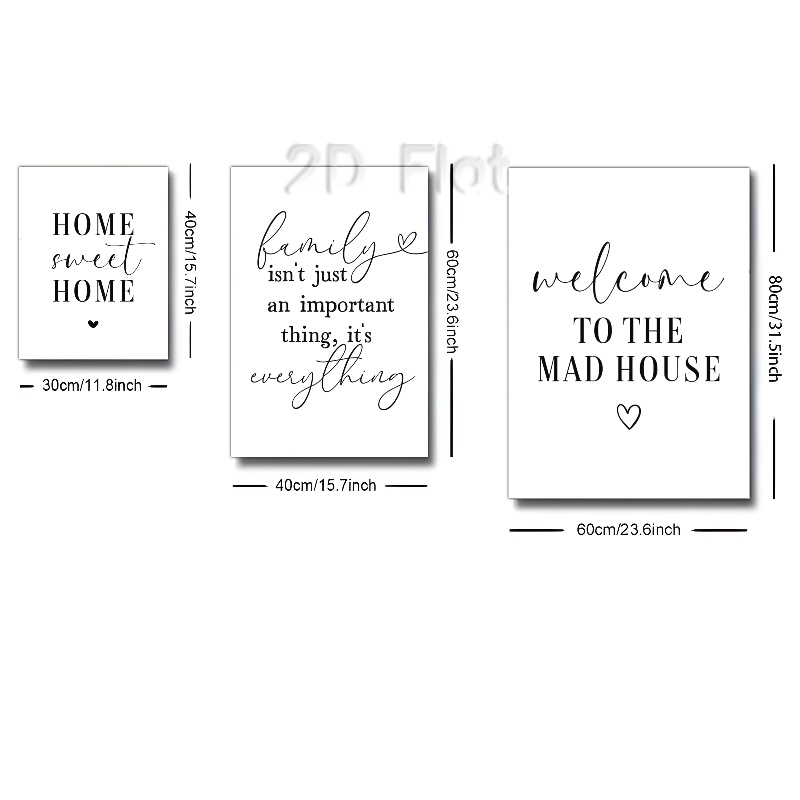 2D Flat
HOME
sweet
HOME
40cm/15.7inch
30cm/11.8inch
family
isn't just
an important
thing, it's
everything
60cm/23.6inch
40cm/15.7inch
welcome
TO THE
MAD HOUSE
80cm/31.5inch
60cm/23.6inch